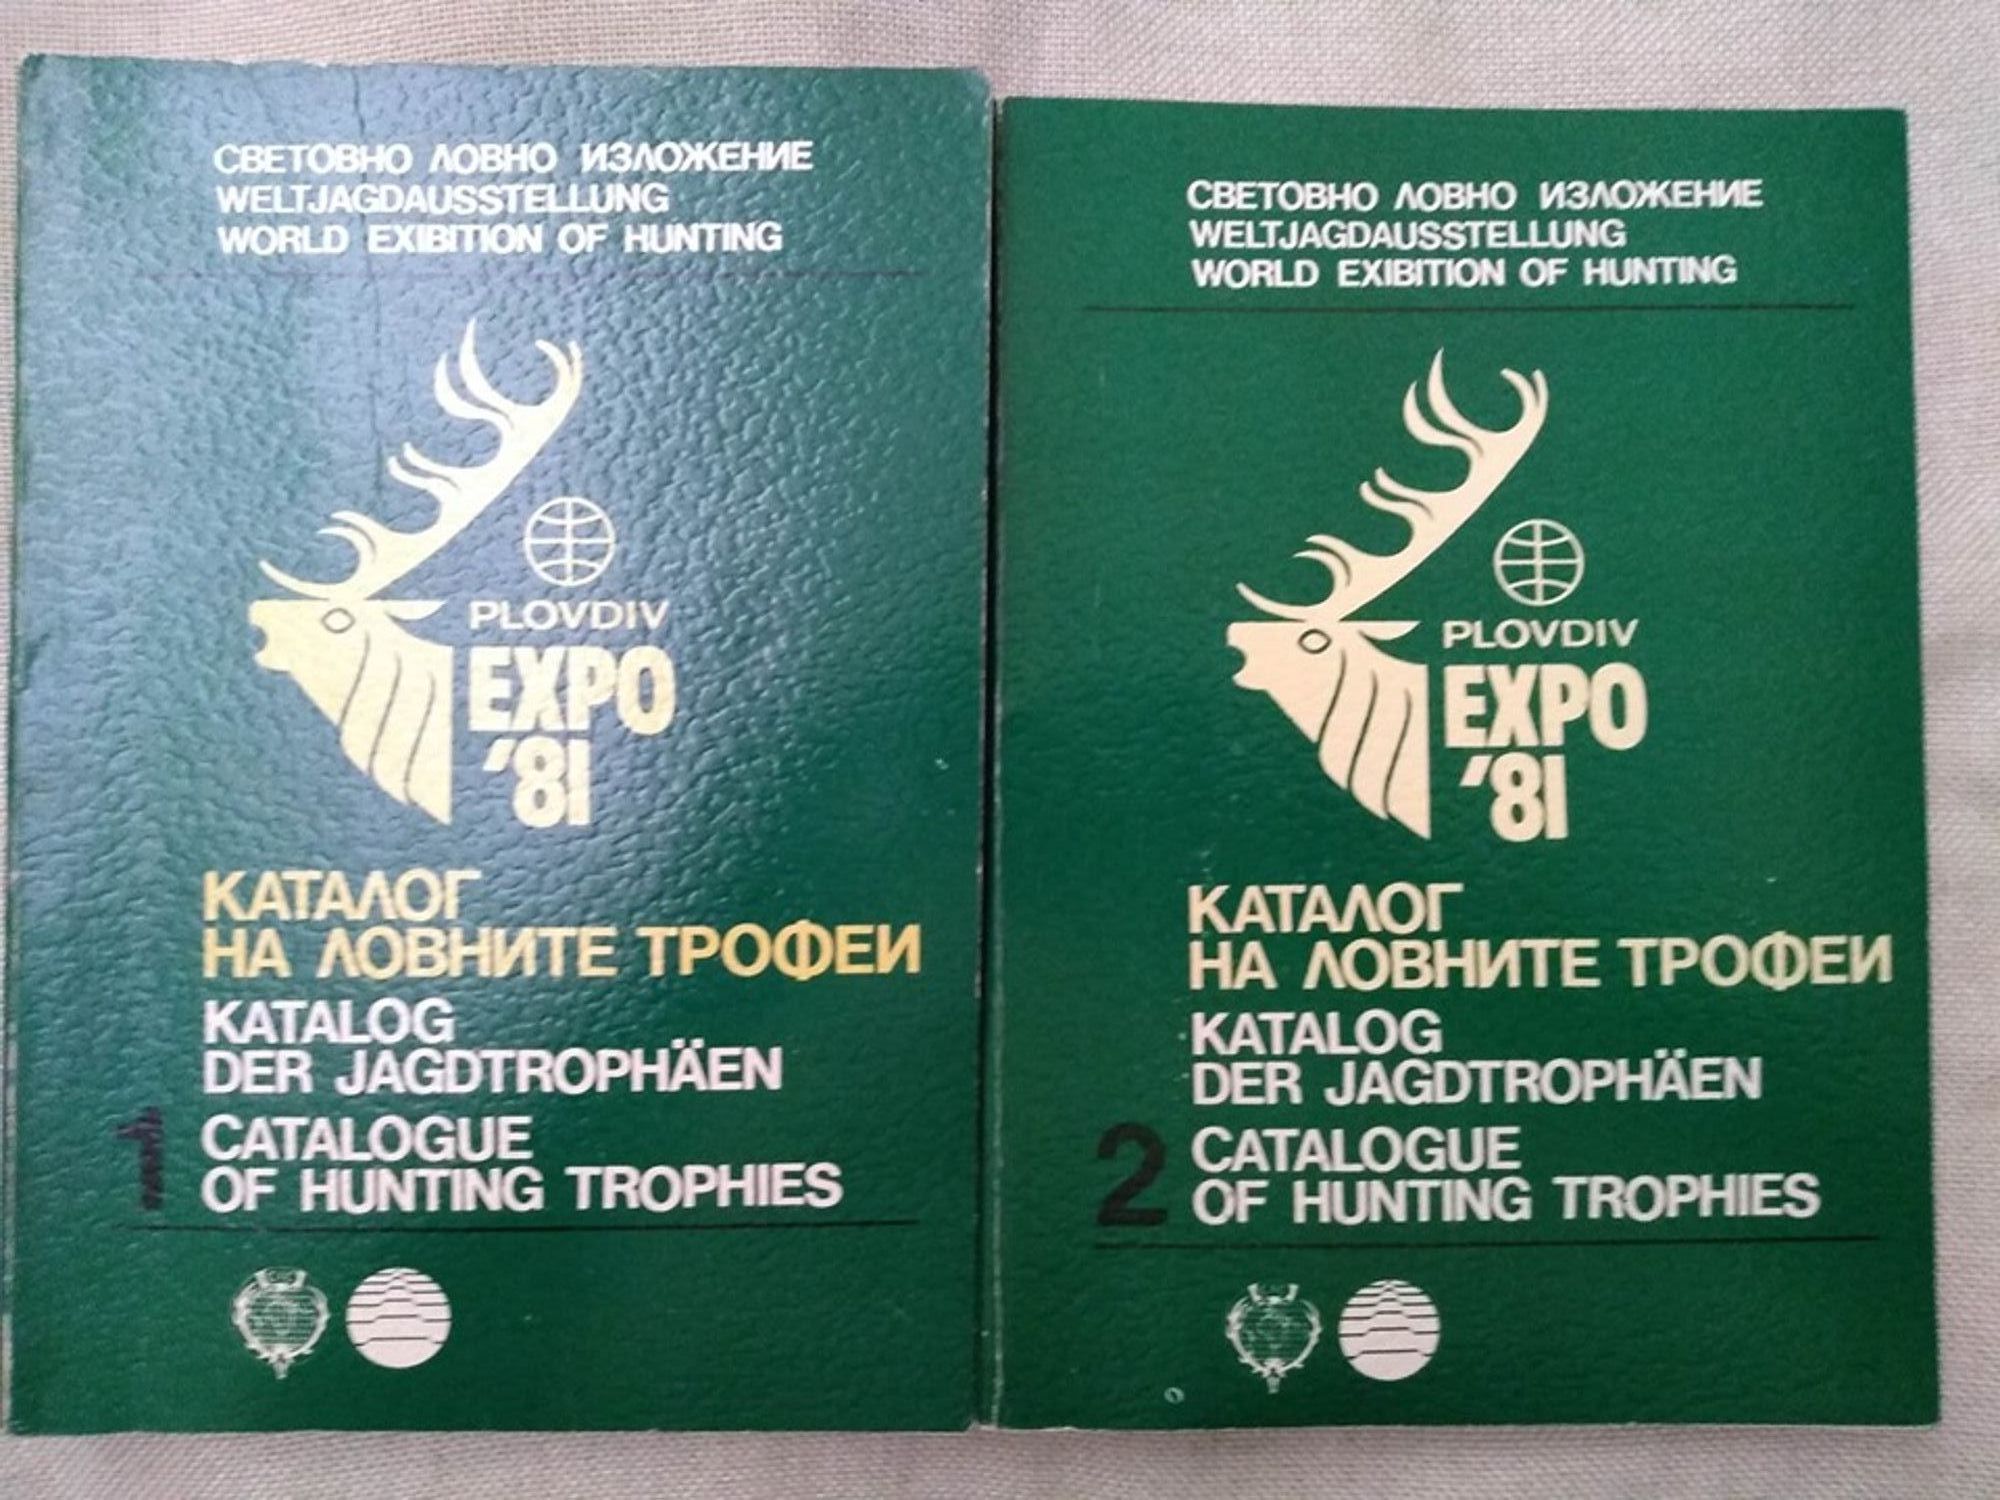 СВЕТОВНО ЛОВНО ИЗЛОЖЕНИЕ
WELTJAGDAUSSTELLUNG
WORLD EXIBITION OF HUNTING
PLOVDIV
EXPO
'81
КАТАЛОГ
НА ЛОВНИТЕ ТРОФЕИ
KATALOG
DER JAGDTROPHÄEN
1 CATALOGUE
OF HUNTING TROPHIES
СВЕТОВНО ЛОВНО ИЗЛОЖЕНИЕ
WELTJAGDAUSSTELLUNG
WORLD EXIBITION OF HUNTING
PLOVDIV
EXPO
'81
КАТАЛОГ
НА ЛОВНИТЕ ТРОФЕИ
KATALOG
DER JAGDTROPHÄEN
2 CATALOGUE
OF HUNTING TROPHIES